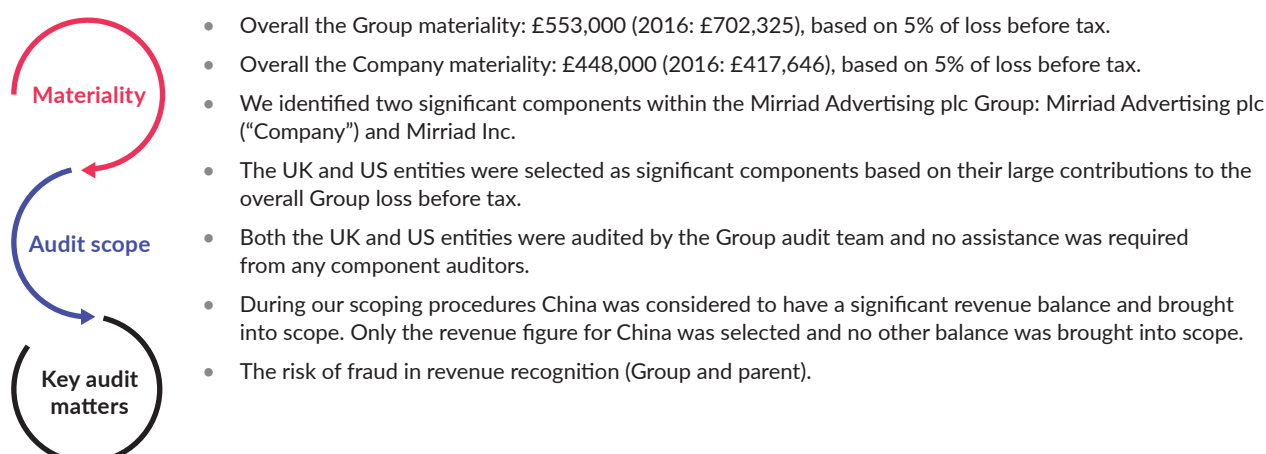 Materiality
• Overall the Group materiality: £553,000 (2016: £702,325), based on 5% of loss before tax.
• Overall the Company materiality: £448,000 (2016: £417,646), based on 5% of loss before tax.
• We identified two significant components within the Mirriad Advertising plc Group: Mirriad Advertising plc
(“Company”) and Mirriad Inc.
Audit scope
• The UK and US entities were selected as significant components based on their large contributions to the
overall Group loss before tax.
• Both the UK and US entities were audited by the Group audit team and no assistance was required
from any component auditors.
• During our scoping procedures China was considered to have a significant revenue balance and brought
into scope. Only the revenue figure for China was selected and no other balance was brought into scope.
Key audit
matters
• The risk of fraud in revenue recognition (Group and parent).